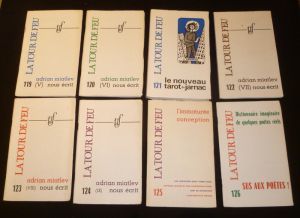 LA TOUR DE FEU
adrian miatlev
119 (V) nous écrit
LA TOUR DE FEU
adrian miatlev
120 (VI) nous écrit
LA TOUR DE FEU
121
le nouveau
tarot-jarnac
LA TOUR DE FEU
adrian miatlev
122 (VII) nous écrit
LA TOUR DE FEU
adrian miatlev
123 (VIII) nous écrit
LA TOUR DE FEU
adrian miatlev
124 (IX) nous écrit
LA TOUR DE FEU
l'immaturée
conception
125
LA TOUR DE FEU
Dictionnaire imaginaire
de quelques poètes réels
SES AUX POÈTES !
126